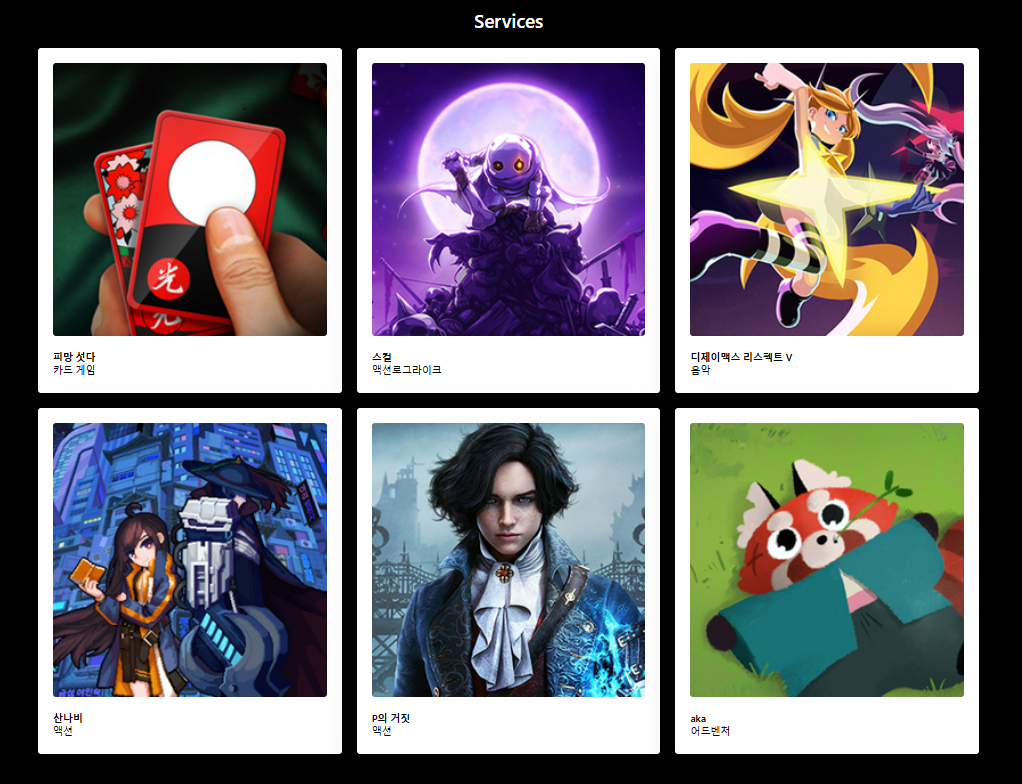 Services
光
피망 섯다
카드 게임
스컬
액션로그라이크
디제이맥스 리스펙트 V
음악
산나비
액션
P의 거짓
액션
aka
어드벤처